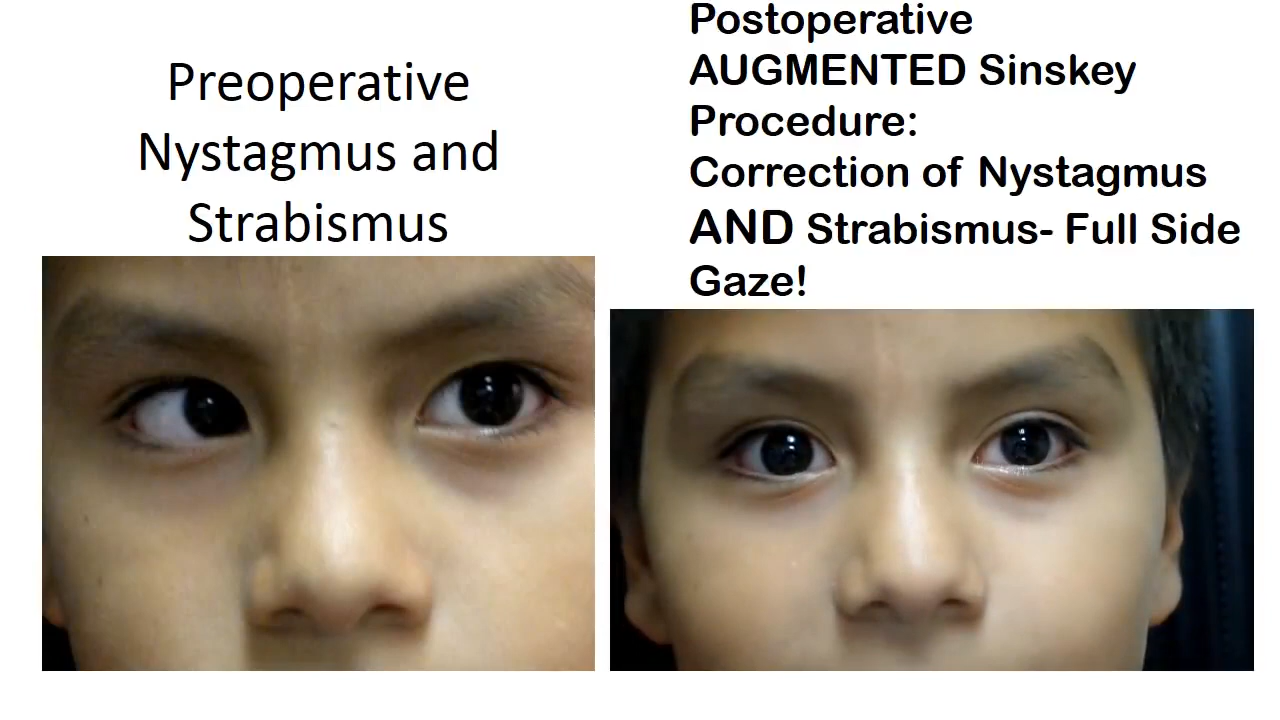 Preoperative
Nystagmus and
Strabismus
Postoperative
AUGMENTED Sinskey
Procedure:
Correction of Nystagmus
AND Strabismus- Full Side
Gaze!